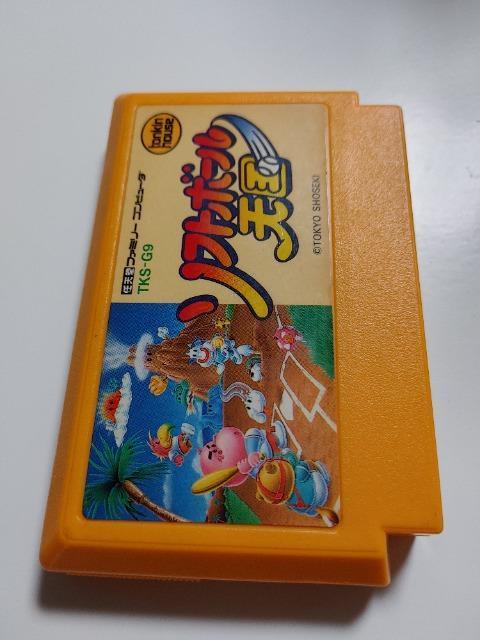 tonkin
house
ソフトボール
天国
©TOKYO SHOSEKI
任天堂 ファミリー コンピュータ
TKS-G9